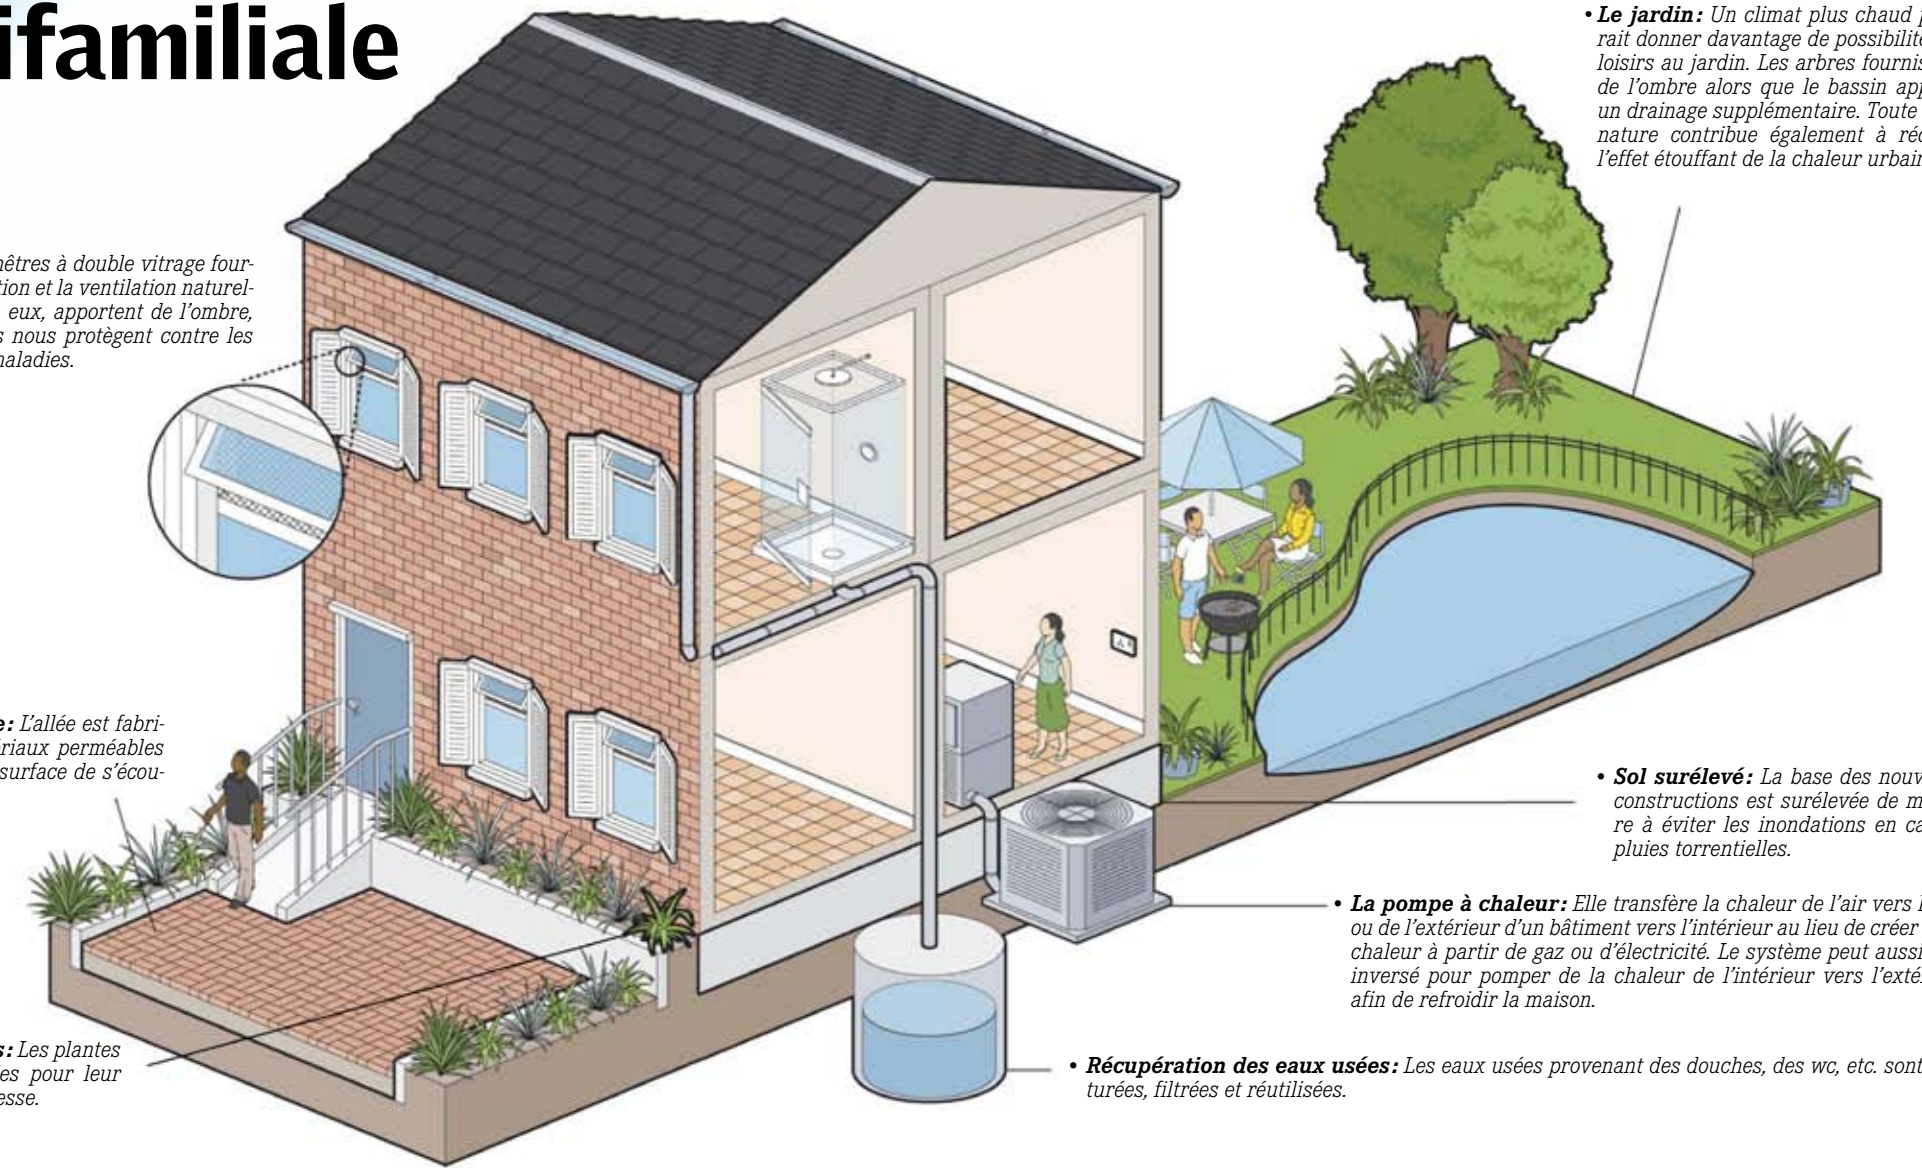 ifamiliale
• Le jardin: Un climat plus chaud p
rait donner davantage de possibilité
loisirs au jardin. Les arbres fournis
de l’ombre alors que le bassin app
un drainage supplémentaire. Toute
nature contribue également à réd
l’effet étouffant de la chaleur urbain
nêtres à double vitrage four-
tion et la ventilation naturel-
eux, apportent de l’ombre,
s nous protègent contre les
naladies.
e: L’allée est fabri-
ériaux perméables
surface de s’écou-
• Sol surélevé: La base des nouv
constructions est surélevée de m
re à éviter les inondations en ca
pluies torrentielles.
• La pompe à chaleur: Elle transfère la chaleur de l’air vers l
ou de l’extérieur d’un bâtiment vers l’intérieur au lieu de créer
chaleur à partir de gaz ou d’électricité. Le système peut aussi
inversé pour pomper de la chaleur de l’intérieur vers l’extér
afin de refroidir la maison.
s: Les plantes
es pour leur
esse.
• Récupération des eaux usées: Les eaux usées provenant des douches, des wc, etc. sont
turées, filtrées et réutilisées.